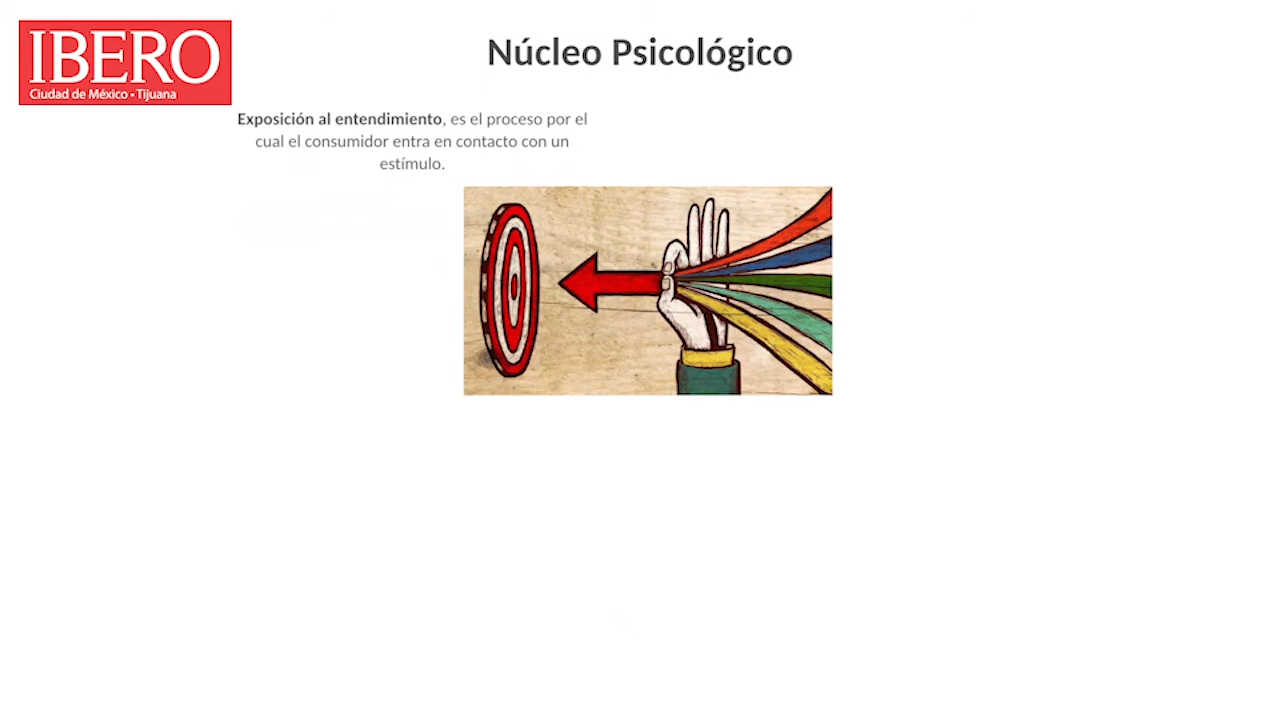 IBERO
Ciudad de México • Tijuana
Núcleo Psicológico
Exposición al entendimiento, es el proceso por el
cual el consumidor entra en contacto con un
estímulo.